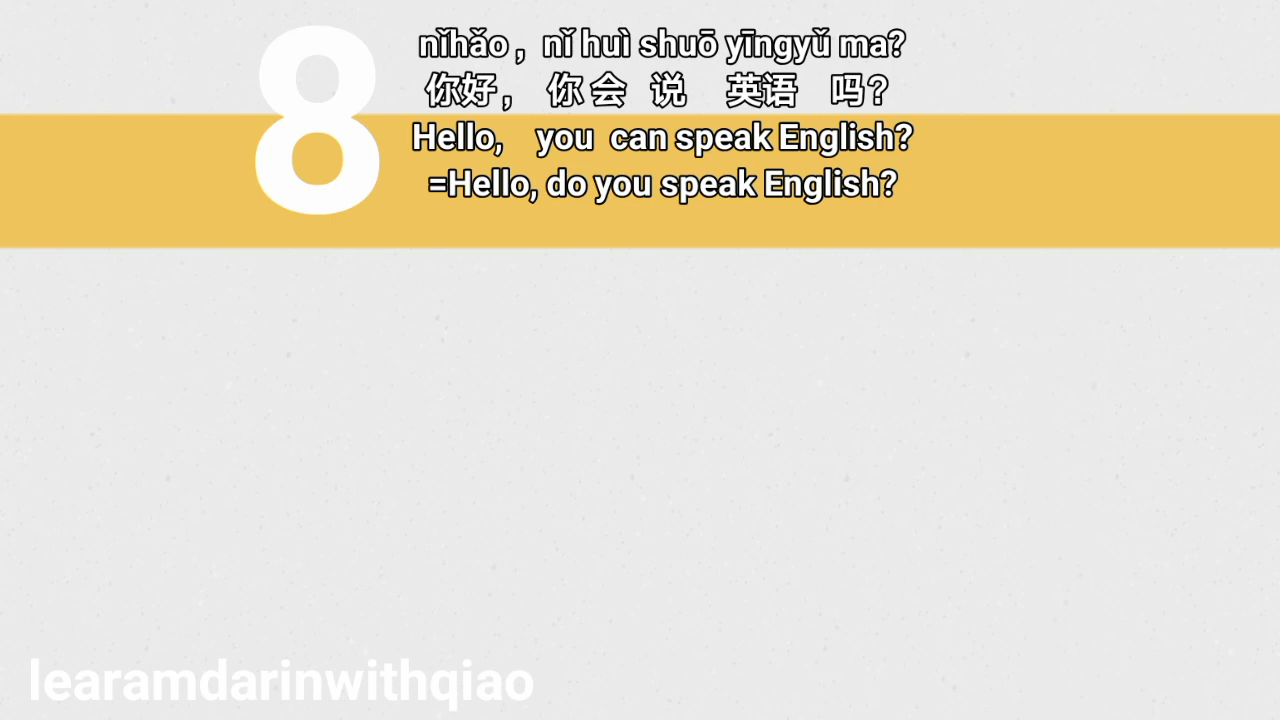 8
nǐhǎo , nǐ huì shuō yīngyǔ ma?
你好， 你 会 说 英语 吗？
Hello, you can speak English?
=Hello, do you speak English?
learamdarinwithqiao